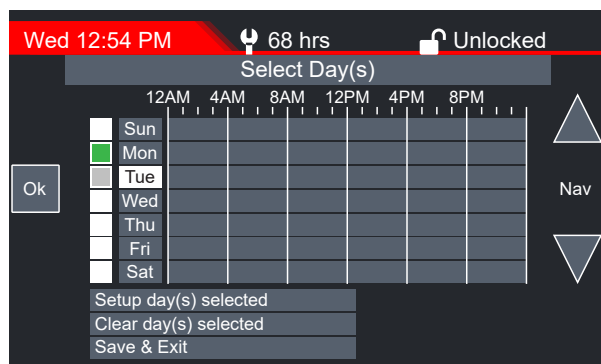 Wed 12:54 PM 68 hrs Unlocked
Select Day(s)
12AM 4AM 8AM 12PM 4PM 8PM
Sun
Mon
Tue
Ok Wed Nav
Thu
Fri
Sat
Setup day(s) selected
Clear day(s) selected
Save & Exit